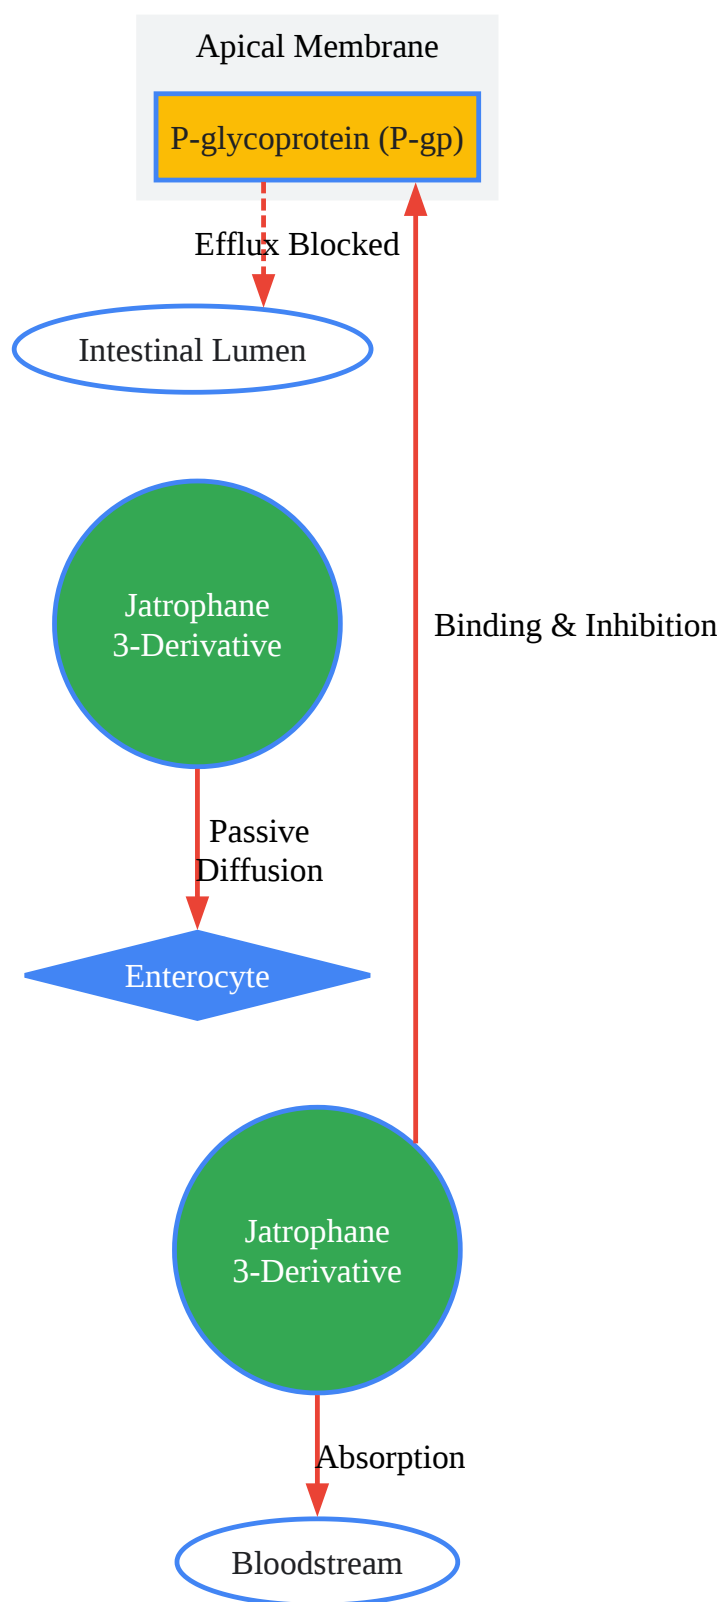 Apical Membrane
P-glycoprotein (P-gp)
Efflux Blocked
Intestinal Lumen
Jatrophane
3-Derivative
Binding & Inhibition
Passive
Diffusion
Enterocyte
Jatrophane
3-Derivative
Absorption
Bloodstream